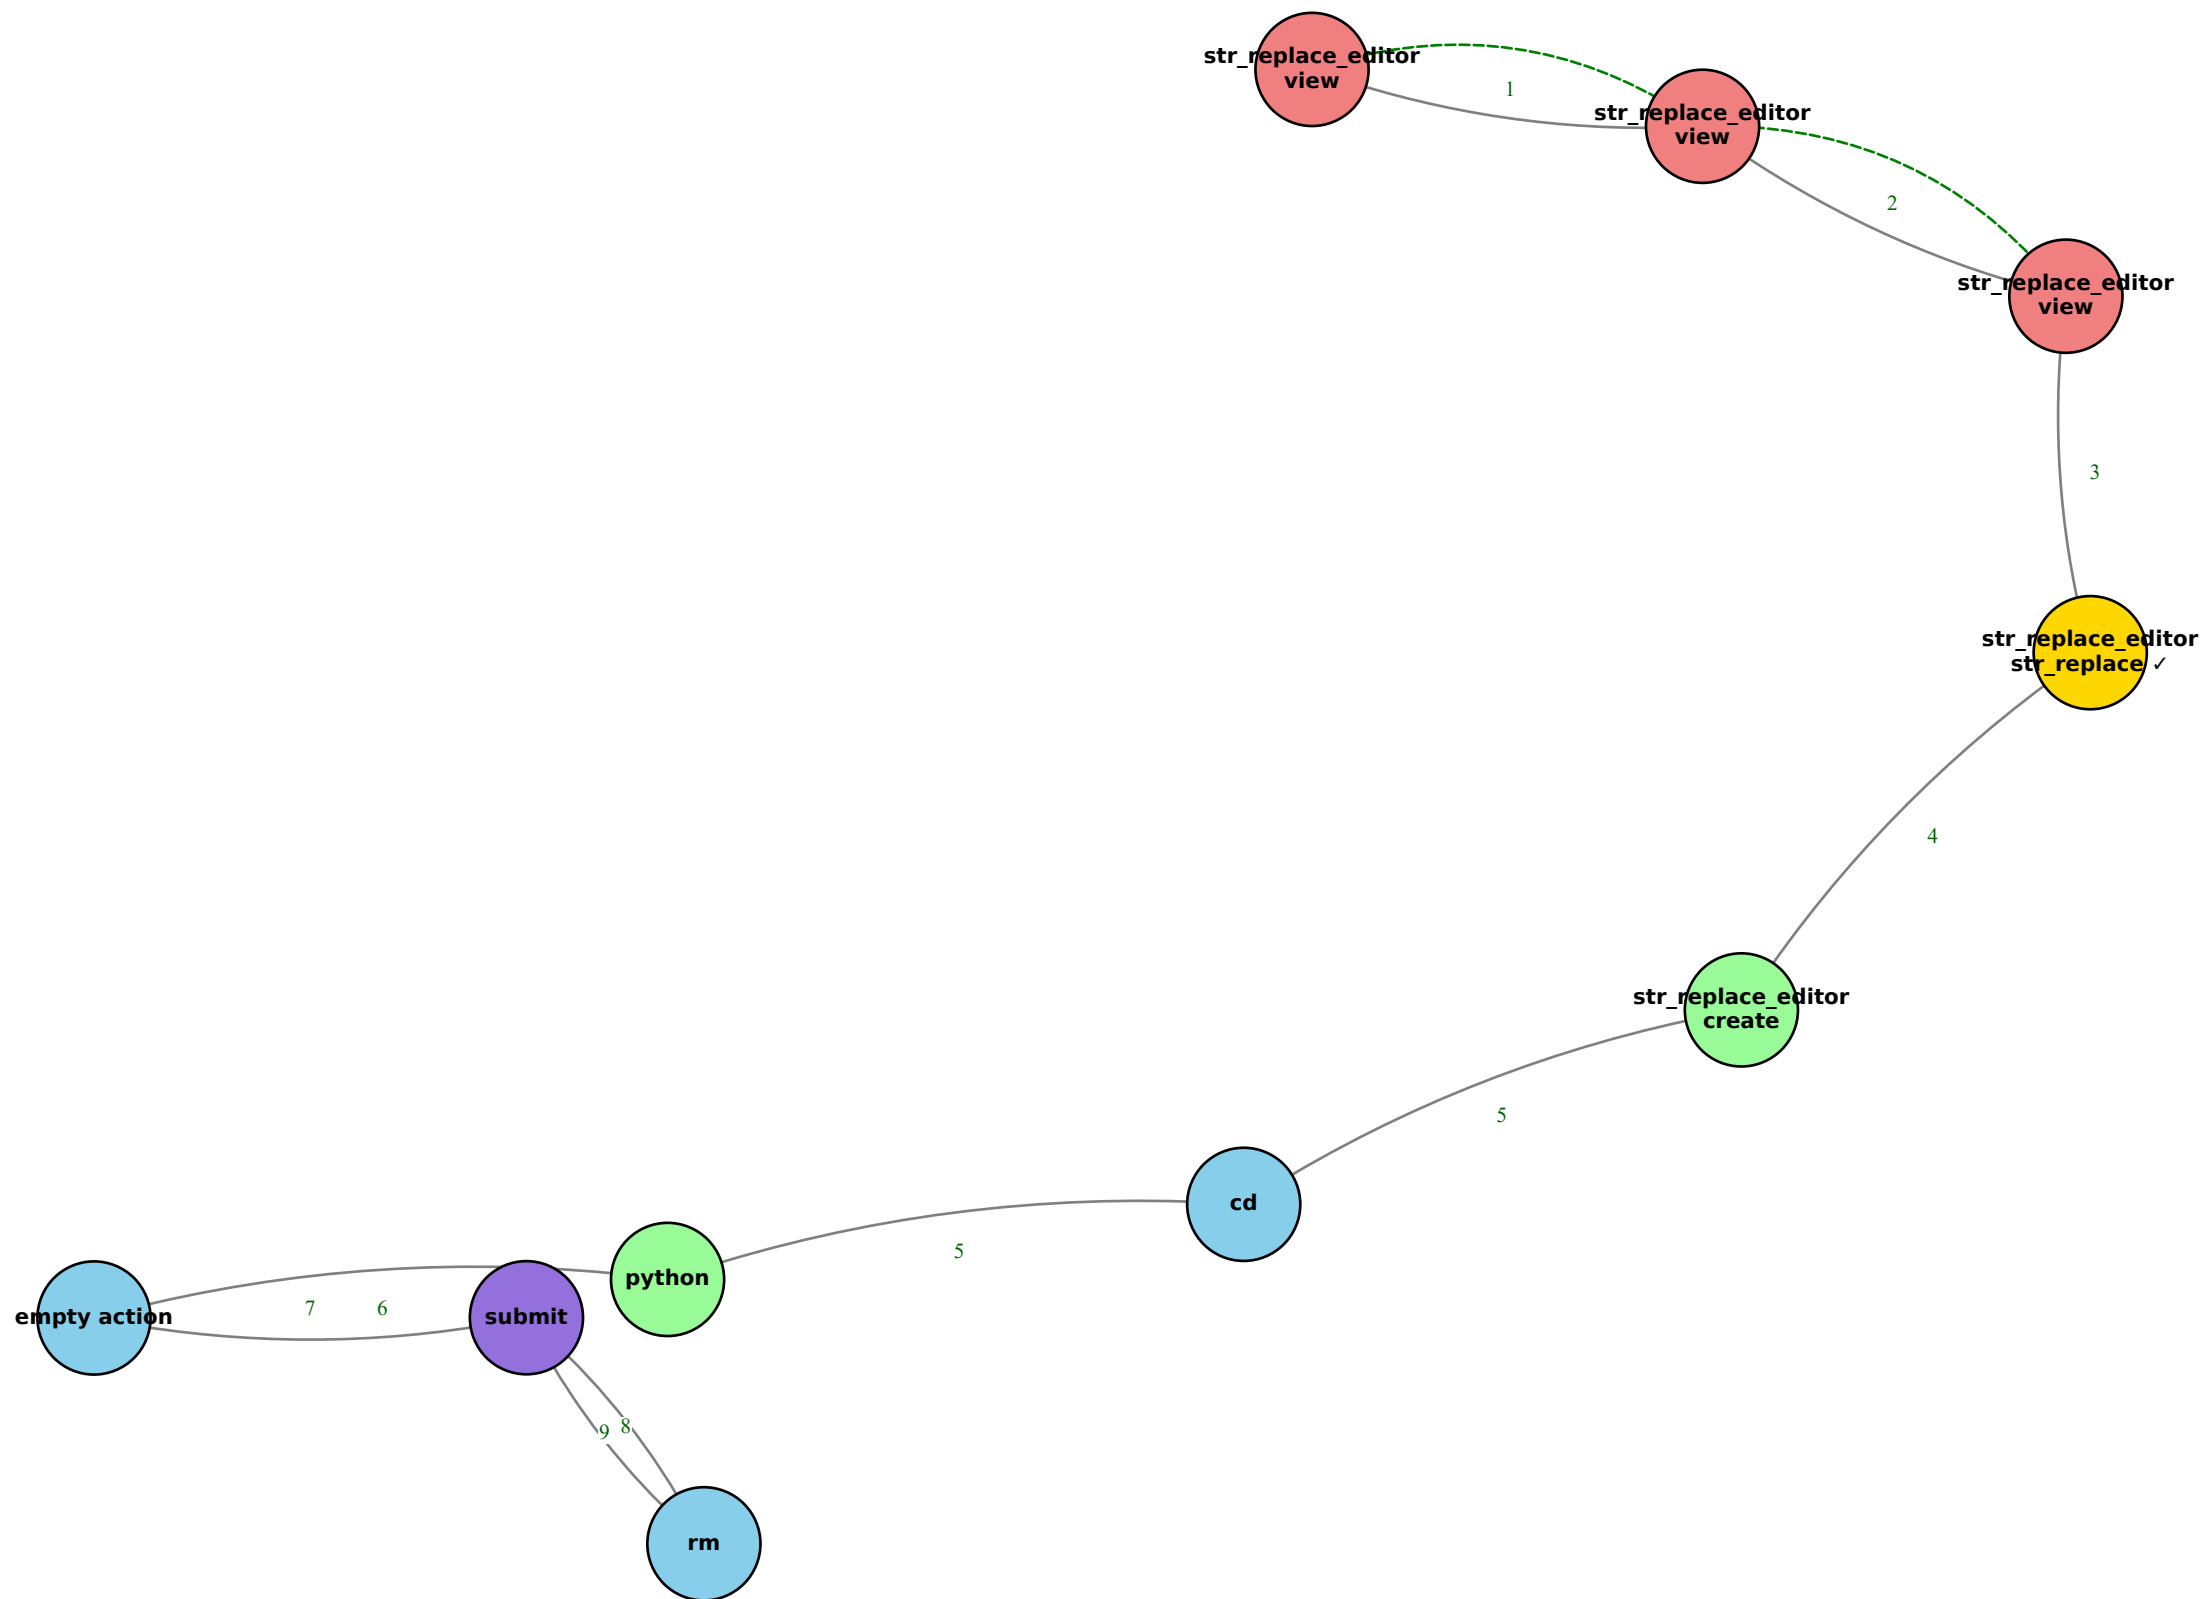 str_replace_editor
view
1
str_replace_editor
view
2
str_replace_editor
view
3
str_replace_editor
str_replace ✓
4
str_replace_editor
create
5
cd
5
python
empty action
7
6
submit
9
8
rm